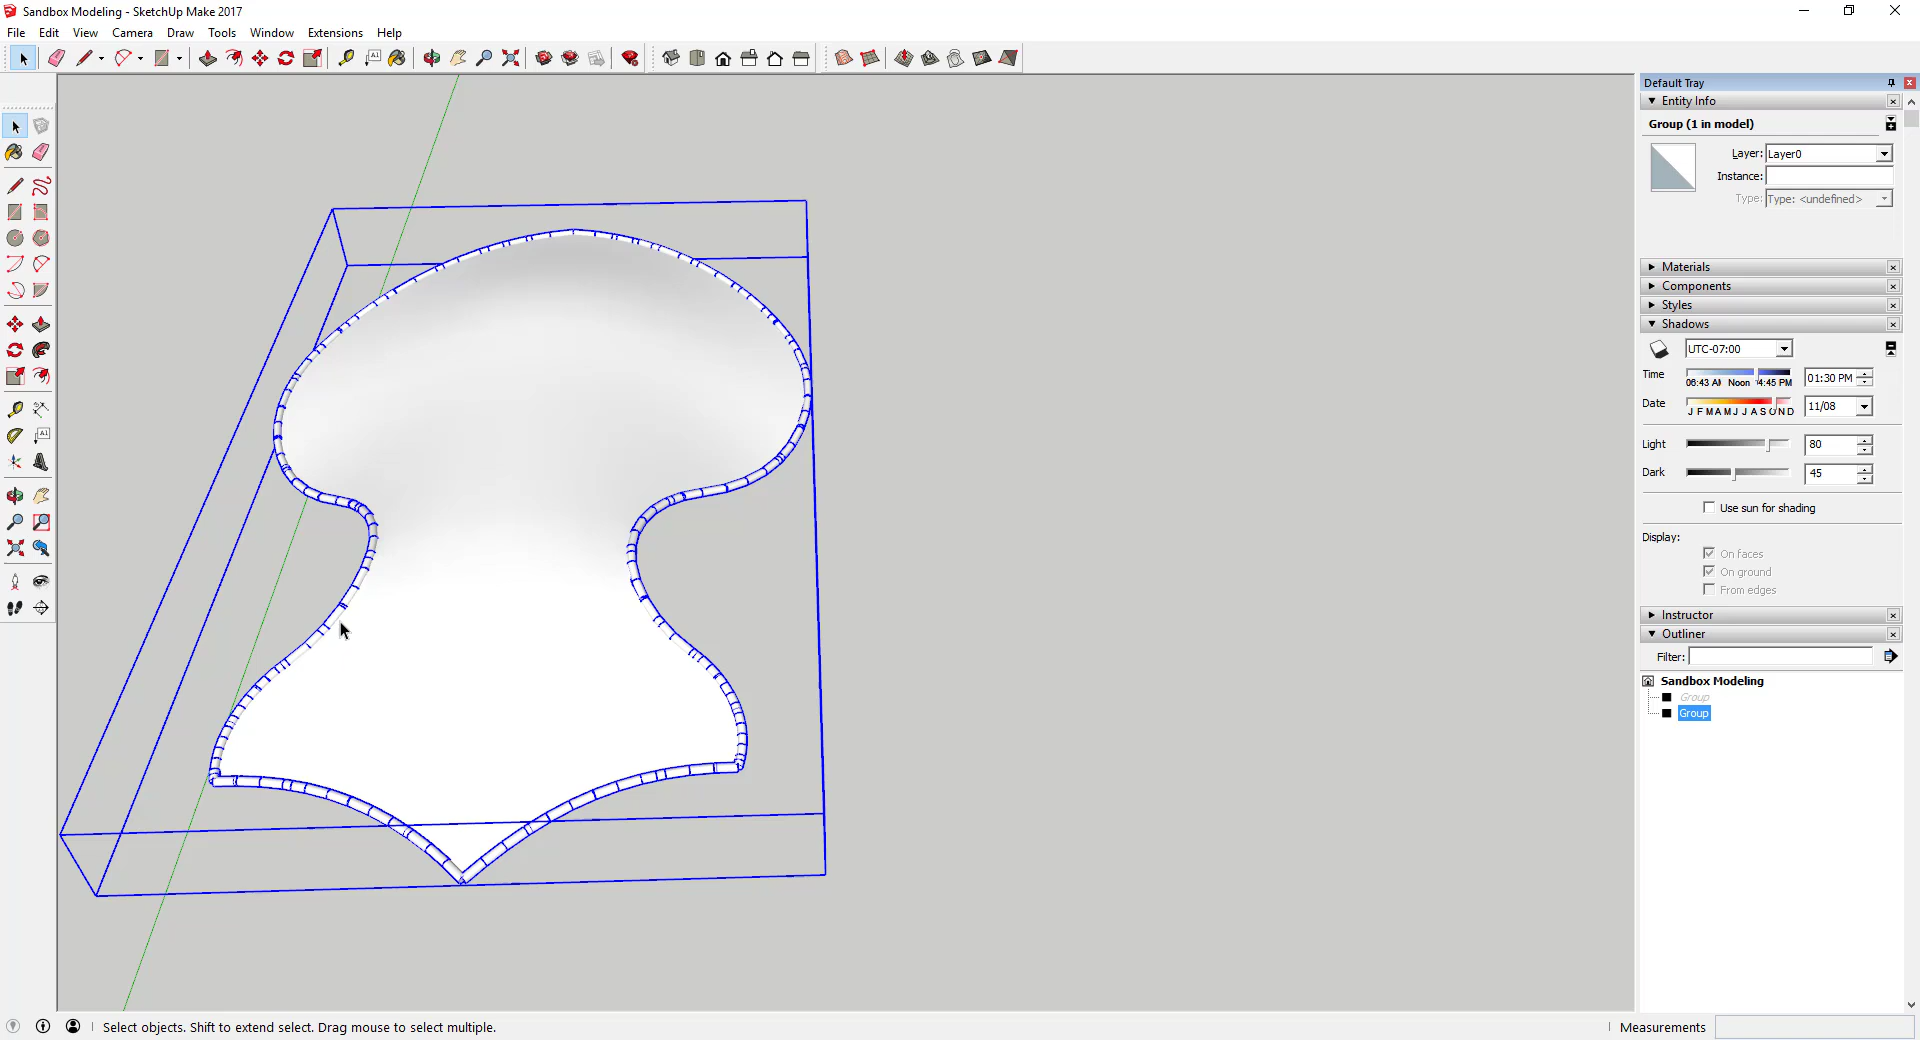 Sandbox Modeling - SketchUp Make 2017
File Edit View Camera Draw Tools Window Extensions Help
Default Tray
Entity Info
Group (1 in model)
Layer: Layer0
Instance:
Type: Type: <undefined>
Materials
Components
Styles
Shadows
UTC-07:00
Time 01:30 PM
06:43 AM Noon 4:45 PM
Date 11/08
J F M A M J J A S O N D
Light 80
Dark 45
Use sun for shading
Display:
On faces
On ground
From edges
Instructor
Outliner
Filter:
Sandbox Modeling
Group
Group
Select objects. Shift to extend select. Drag mouse to select multiple.
Measurements